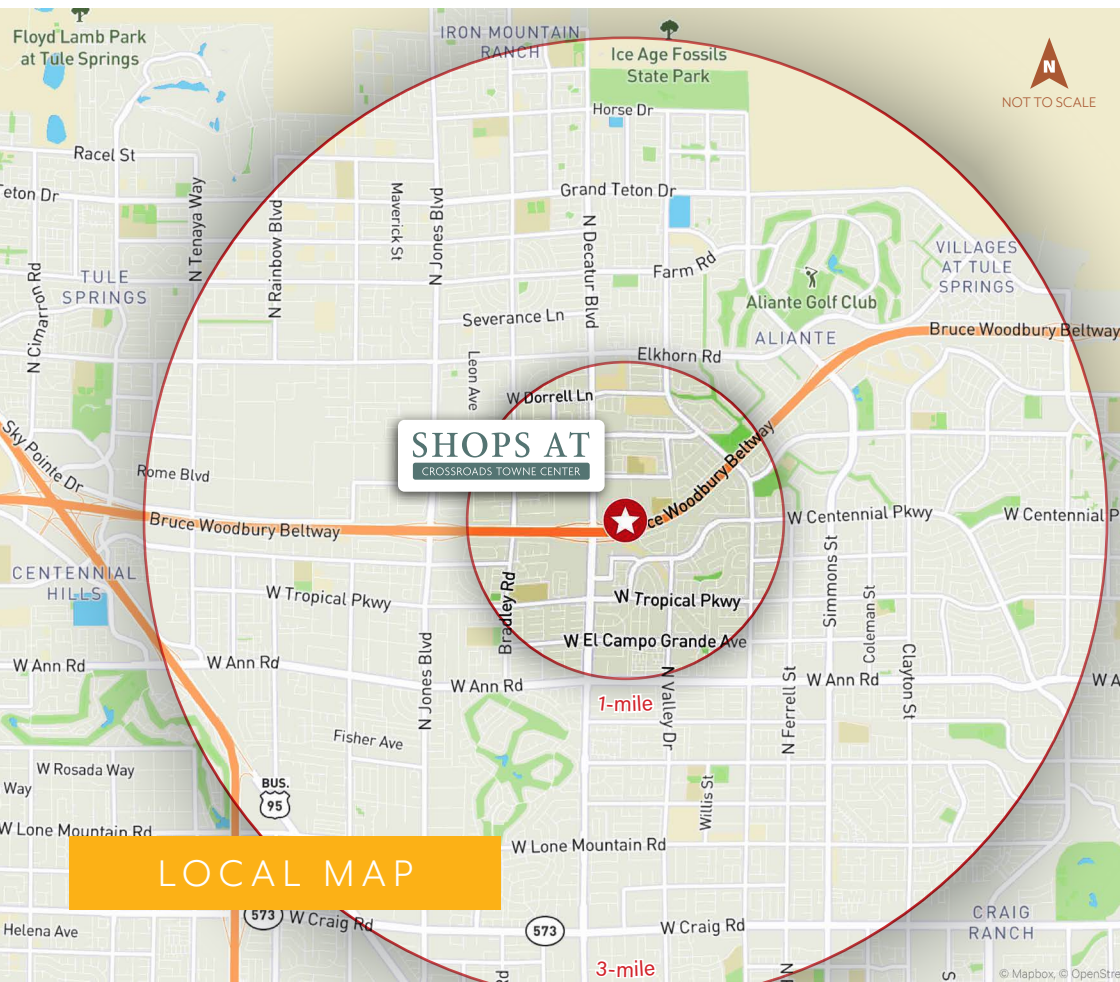 Floyd Lamb Park
at Tule Springs
IRON MOUNTAIN
RANCH
Ice Age Fossils
State Park
N
NOT TO SCALE
Horse Dr
Racel St
Teton Dr
Grand Teton Dr
N Tenaya Way
N Rainbow Blvd
Maverick St
N Jones Blvd
N Decatur Blvd
Farm Rd
VILLAGES
AT TULE
SPRINGS
TULE
SPRINGS
N Cimarron Rd
Aliante Golf Club
Severance Ln
ALIANTE
Bruce Woodbury Beltway
Elkhorn Rd
Leon Ave
W Dorrell Ln
SHOPS AT
CROSSROADS TOWNE CENTER
Sky Pointe Dr
Rome Blvd
Bruce Woodbury Beltway
ce Woodbury Beltway
W Centennial Pkwy
W Centennial P
CENTENNIAL
HILLS
W Tropical Pkwy
Bradley Rd
W Tropical Pkwy
Simmons St
Coleman St
W El Campo Grande Ave
W Ann Rd
W Ann Rd
N Jones Blvd
W Ann Rd
N Valley Dr
N Ferrell St
W Ann Rd
Clayton St
W A
1-mile
Fisher Ave
W Rosada Way
Way
BUS.
95
Willis St
W Lone Mountain Rd
W Lone Mountain Rd
LOCAL MAP
573
W Craig Rd
573
W Craig Rd
CRAIG
RANCH
Helena Ave
3-mile
Rd
N
S
© Mapbox, © OpenStre